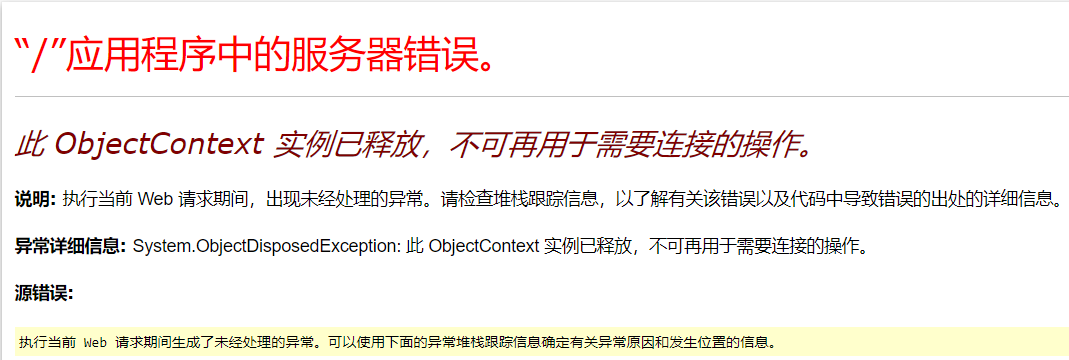 “/”应用程序中的服务器错误。
此 ObjectContext 实例已释放，不可再用于需要连接的操作。
说明: 执行当前 Web 请求期间，出现未经处理的异常。请检查堆栈跟踪信息，以了解有关该错误以及代码中导致错误的出处的详细信息。
异常详细信息: System.ObjectDisposedException: 此 ObjectContext 实例已释放，不可再用于需要连接的操作。
源错误:
执行当前 Web 请求期间生成了未经处理的异常。可以使用下面的异常堆栈跟踪信息确定有关异常原因和发生位置的信息。